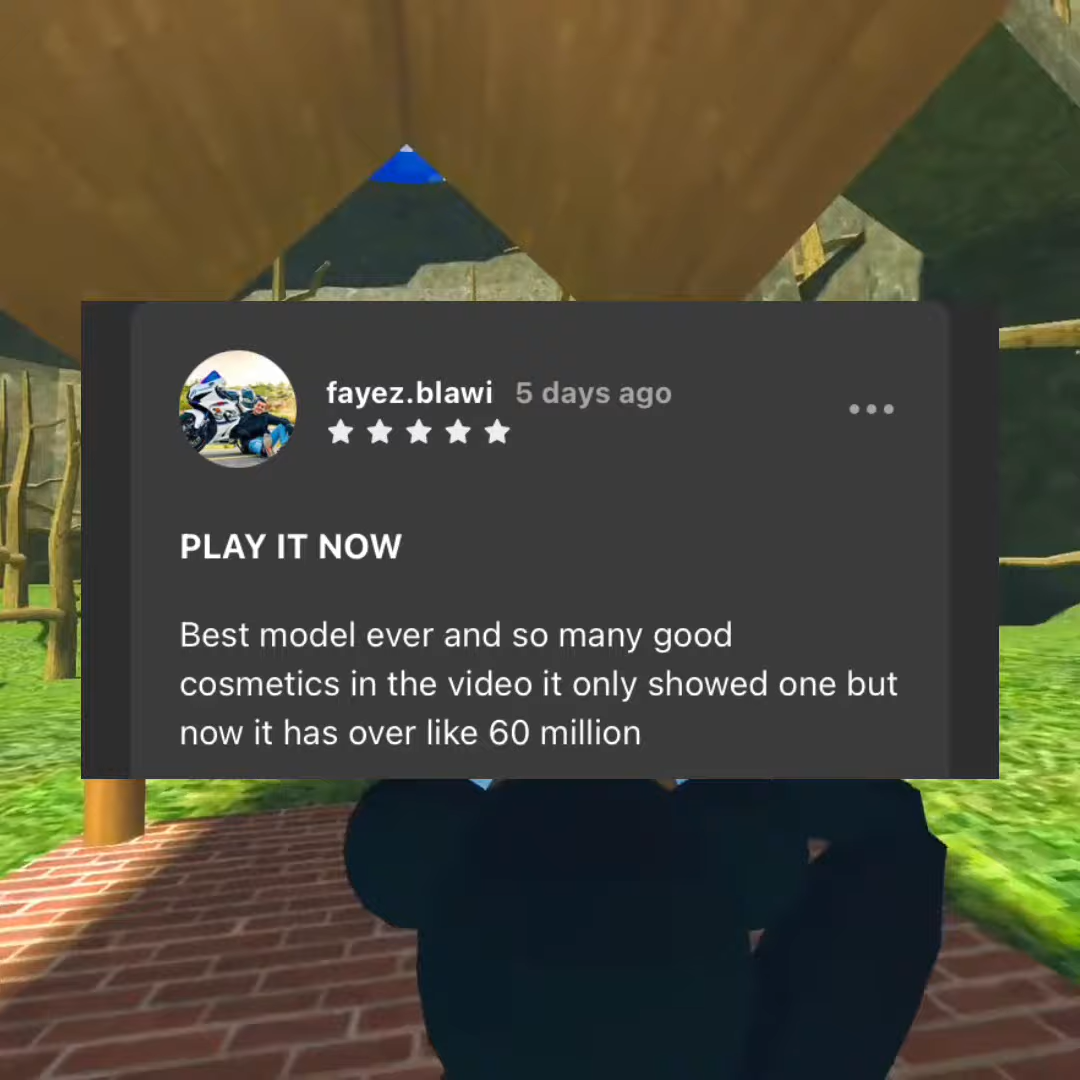 fayez.blawi 5 days ago
PLAY IT NOW
Best model ever and so many good
cosmetics in the video it only showed one but
now it has over like 60 million